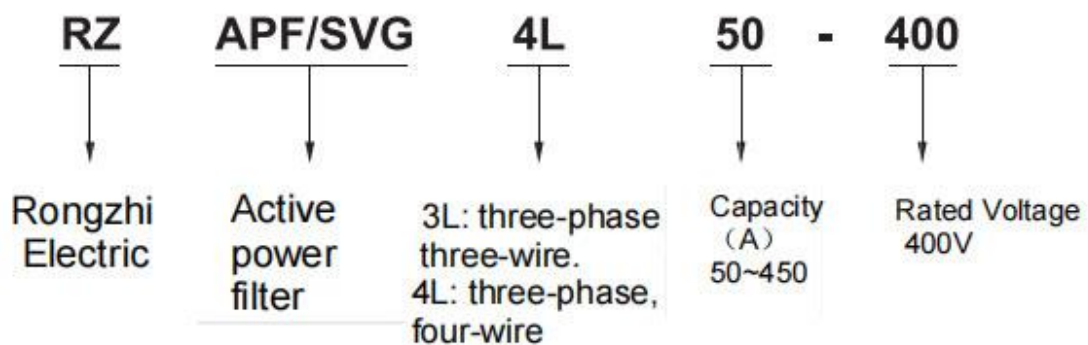 RZ APF/SVG 4L 50 - 400
Rongzhi
Electric
Active
power
filter
3L: three-phase
three-wire.
4L: three-phase,
four-wire
Capacity
（A）
50~450
Rated Voltage
400V